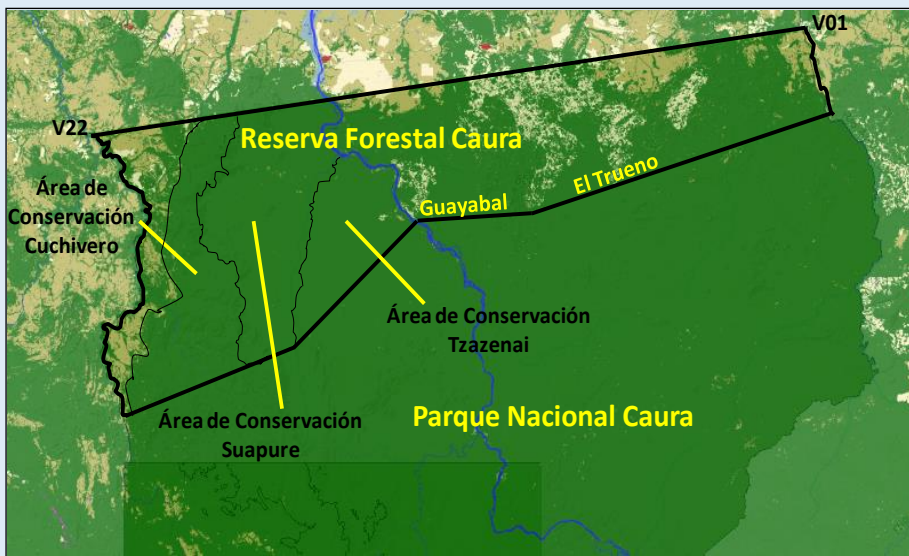 V01
V22
Reserva Forestal Caura
Área de
Conservación
Cuchivero
El Trueno
Guayabal
Área de Conservación
Tzazenai
Área de Conservación
Suapure
Parque Nacional Caura